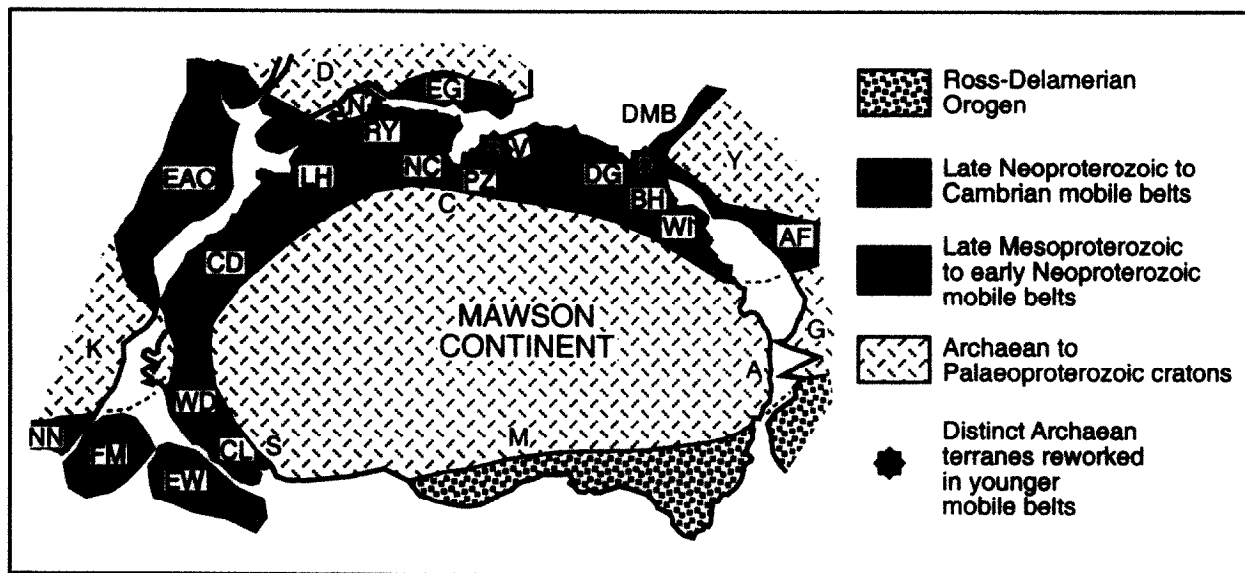 D
N
EG
RY
DMB
EAO
LH
NC
PZ
V
DG
Y
C
BH
WI
AF
CD
MAWSON
CONTINENT
K
G
A
WD
NN
FM
CL
S
M
EW
Ross-Delamerian
Orogen
Late Neoproterozoic to
Cambrian mobile belts
Late Mesoproterozoic
to early Neoproterozoic
mobile belts
Archaean to
Palaeoproterozoic cratons
Distinct Archaean
terranes reworked
in younger
mobile belts